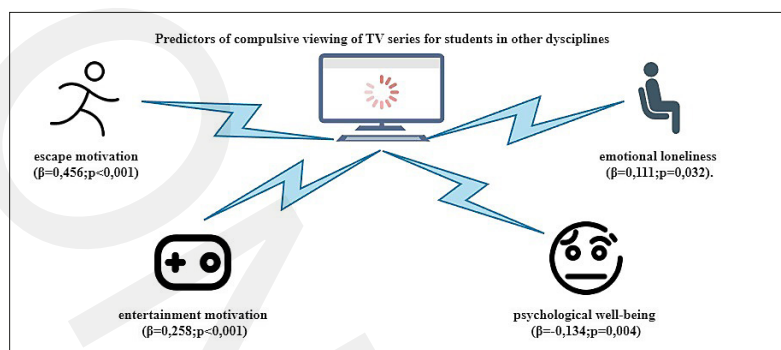 Predictors of compulsive viewing of TV series for students in other dysciplines
escape motivation
(β=0,456;p<0,001)
emotional loneliness
(β=0,111;p=0,032).
entertainment motivation
(β=0,258;p<0,001)
psychological well-being
(β=-0,134;p=0,004)